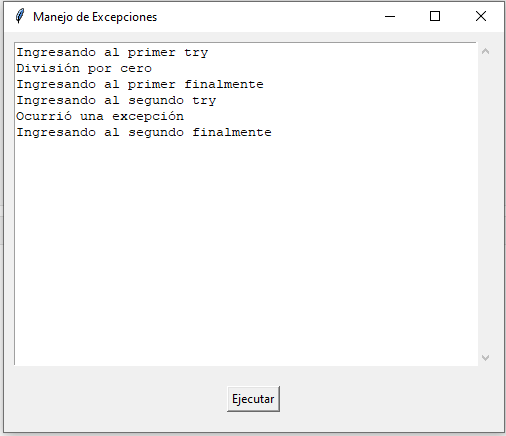 Manejo de Excepciones
Ingresando al primer try
División por cero
Ingresando al primer finalmente
Ingresando al segundo try
Ocurrió una excepción
Ingresando al segundo finalmente
Ejecutar